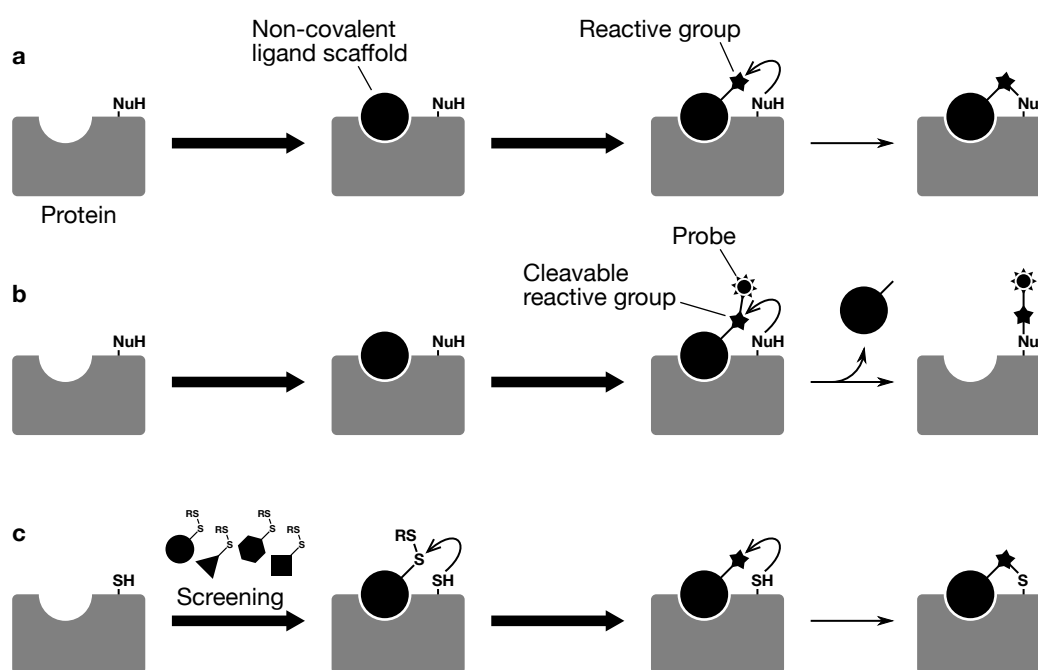 a
Non-covalent
ligand scaffold
Reactive group
NuH
NuH
NuH
Nu
Protein
b
Probe
Cleavable
reactive group
NuH
NuH
NuH
Nu
c
RS
S
RS
S
RS
S
RS
S
Screening
SH
RS
S
SH
SH
S